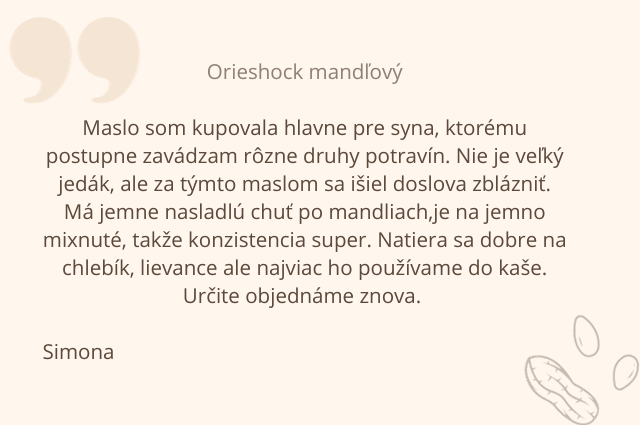 Orieshock mandľový
Maslo som kupovala hlavne pre syna, ktorému
postupne zavádzam rôzne druhy potravín. Nie je veľký
jedák, ale za týmto maslom sa išiel doslova zblázniť.
Má jemne nasladlú chuť po mandliach,je na jemno
mixnuté, takže konzistencia super. Natiera sa dobre na
chlebík, lievance ale najviac ho používame do kaše.
Určite objednáme znova.
Simona